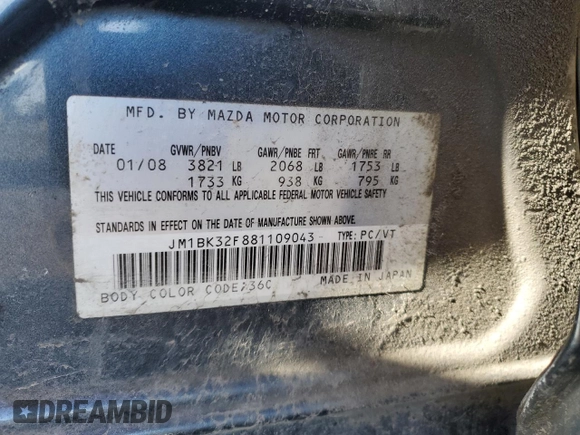 MFD. BY MAZDA MOTOR CORPORATION
DATE GVWR/PNBV GAWR/PNBE FRT GAWR/PNRE RR
01/08 3821 LB 2068 LB 1753 LB
1733 KG 938 KG 795 KG
THIS VEHICLE CONFORMS TO ALL APPLICABLE FEDERAL MOTOR VEHICLE SAFETY
STANDARDS IN EFFECT ON THE DATE OF MANUFACTURE SHOWN ABOVE.
JM1BK32F881109043 TYPE: PC/VT
MADE IN JAPAN
BODY COLOR CODE:36C
DREAMBID